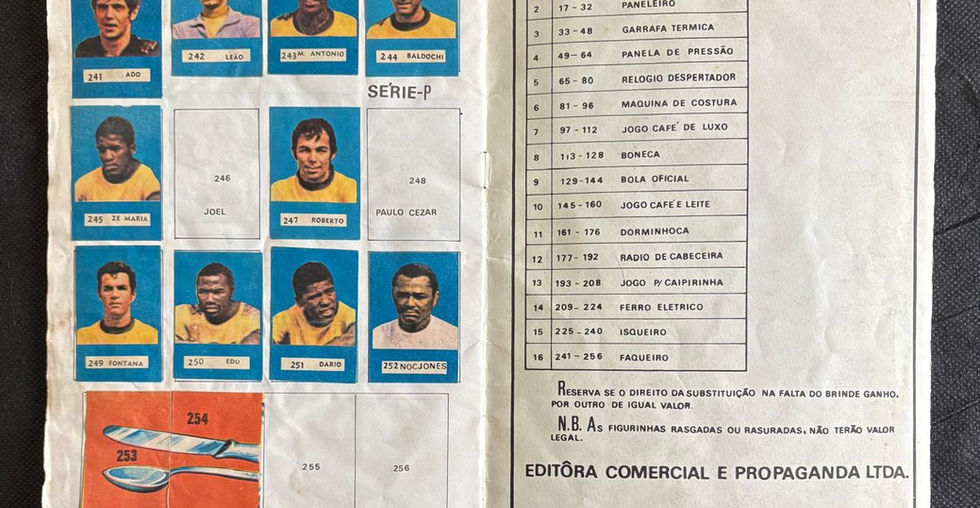 241 ADO
242 LEÃO
243 M. ANTONIO
244 BALDOCHI
SÉRIE-P
245 ZÉ MARIA
246
JOEL
247 ROBERTO
248
PAULO CEZAR
249 FONTANA
250 EDU
251 DARIO
252 NOCJONES
254
253
255
256
2 17-32 PANELEIRO
3 33-48 GARRAFA TERMICA
4 49-64 PANELA DE PRESSÃO
5 65-80 RELOGIO DESPERTADOR
6 81-96 MAQUINA DE COSTURA
7 97-112 JOGO CAFÉ DE LUXO
8 113-128 BONECA
9 129-144 BOLA OFICIAL
10 145-160 JOGO CAFÉ E LEITE
11 161-176 DORMINHOCA
12 177-192 RADIO DE CABECEIRA
13 193-208 JOGO P/ CAIPIRINHA
14 209-224 FERRO ELETRICO
15 225-240 ISQUEIRO
16 241-256 FAQUEIRO
RESERVA SE O DIREITO DA SUBSTITUIÇÃO NA FALTA DO BRINDE GANHO,
POR OUTRO DE IGUAL VALOR.
N.B. AS FIGURINHAS RASGADAS OU RASURADAS, NÃO TERÃO VALOR
LEGAL.
EDITÔRA COMERCIAL E PROPAGANDA LTDA.